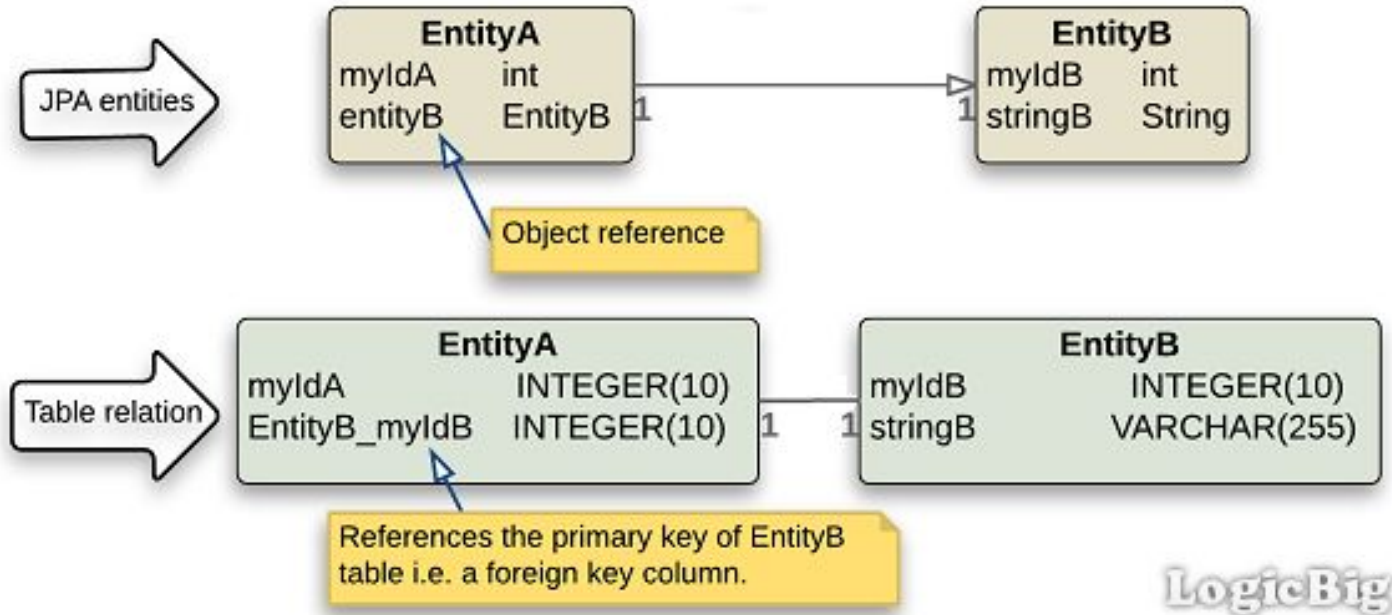 JPA entities
EntityA
myIdA int
entityB EntityB
1
1
EntityB
myIdB int
stringB String
Object reference
Table relation
EntityA
myIdA INTEGER(10)
EntityB_myIdB INTEGER(10)
1
1
EntityB
myIdB INTEGER(10)
stringB VARCHAR(255)
References the primary key of EntityB
table i.e. a foreign key column.
LogicBig